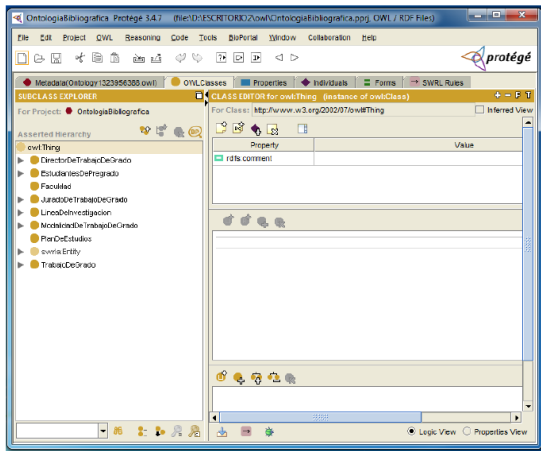 OntologiaBibliografica Protégé 3.4.7 (file:\D:\ESCRITORIO2\owl\OntologiaBibliografica.pprj, OWL / RDF Files)
File Edit Project OWL Reasoning Code Tools BioPortal Window Collaboration Help
protégé
Metadata(Ontology1323956388.owl) OWLClasses Properties Individuals Forms SWRL Rules
SUBCLASS EXPLORER
For Project: OntologiaBibliografica
Asserted Hierarchy
owl:Thing
DirectorDeTrabajoDeGrado
EstudiantesDePregrado
Facultad
JuradoDeTrabajoDeGrado
LineaDeInvestigacion
ModalidadDeTrabajoDeGrado
PlanDeEstudios
swrla:Entity
TrabajoDeGrado
CLASS EDITOR for owl:Thing (instance of owl:Class) + - F T
For Class: http://www.w3.org/2002/07/owl#Thing Inferred View
Property Value
rdfs:comment
Logic View Properties View